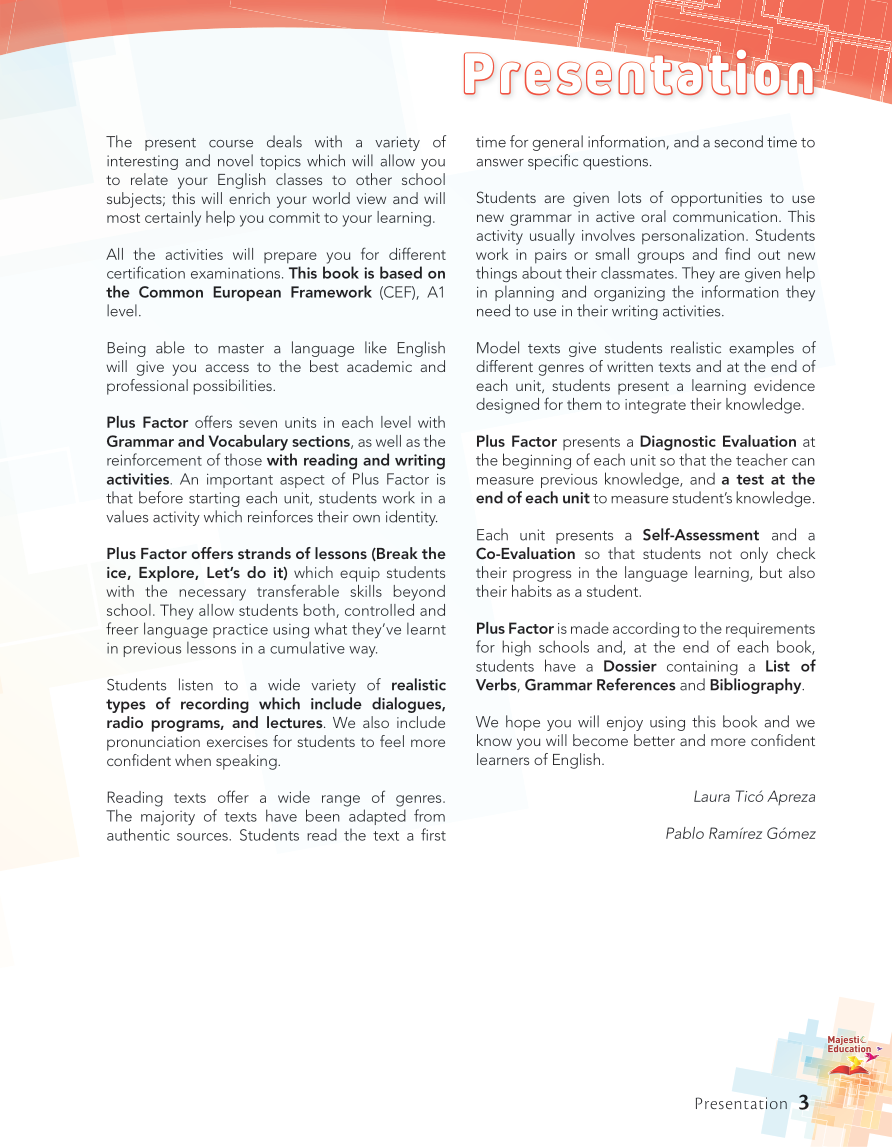 Presentation
The present course deals with a variety of
interesting and novel topics which will allow you
to relate your English classes to other school
subjects; this will enrich your world view and will
most certainly help you commit to your learning.
All the activities will prepare you for different
certification examinations. This book is based on
the Common European Framework (CEF), A1
level.
Being able to master a language like English
will give you access to the best academic and
professional possibilities.
Plus Factor offers seven units in each level with
Grammar and Vocabulary sections, as well as the
reinforcement of those with reading and writing
activities. An important aspect of Plus Factor is
that before starting each unit, students work in a
values activity which reinforces their own identity.
Plus Factor offers strands of lessons (Break the
ice, Explore, Let’s do it) which equip students
with the necessary transferable skills beyond
school. They allow students both, controlled and
freer language practice using what they’ve learnt
in previous lessons in a cumulative way.
Students listen to a wide variety of realistic
types of recording which include dialogues,
radio programs, and lectures. We also include
pronunciation exercises for students to feel more
confident when speaking.
Reading texts offer a wide range of genres.
The majority of texts have been adapted from
authentic sources. Students read the text a first
time for general information, and a second time to
answer specific questions.
Students are given lots of opportunities to use
new grammar in active oral communication. This
activity usually involves personalization. Students
work in pairs or small groups and find out new
things about their classmates. They are given help
in planning and organizing the information they
need to use in their writing activities.
Model texts give students realistic examples of
different genres of written texts and at the end of
each unit, students present a learning evidence
designed for them to integrate their knowledge.
Plus Factor presents a Diagnostic Evaluation at
the beginning of each unit so that the teacher can
measure previous knowledge, and a test at the
end of each unit to measure student’s knowledge.
Each unit presents a Self-Assessment and a
Co-Evaluation so that students not only check
their progress in the language learning, but also
their habits as a student.
Plus Factor is made according to the requirements
for high schools and, at the end of each book,
students have a Dossier containing a List of
Verbs, Grammar References and Bibliography.
We hope you will enjoy using this book and we
know you will become better and more confident
learners of English.
Laura Ticó Apreza
Pablo Ramírez Gómez
Majestic
Education
Presentation 3